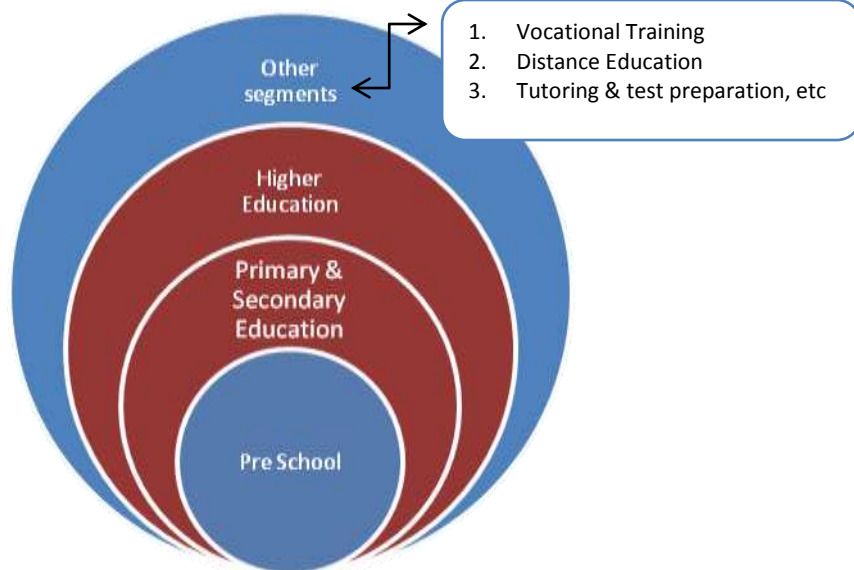 Other
segments
1. Vocational Training
2. Distance Education
3. Tutoring & test preparation, etc
Higher
Education
Primary &
Secondary
Education
Pre School